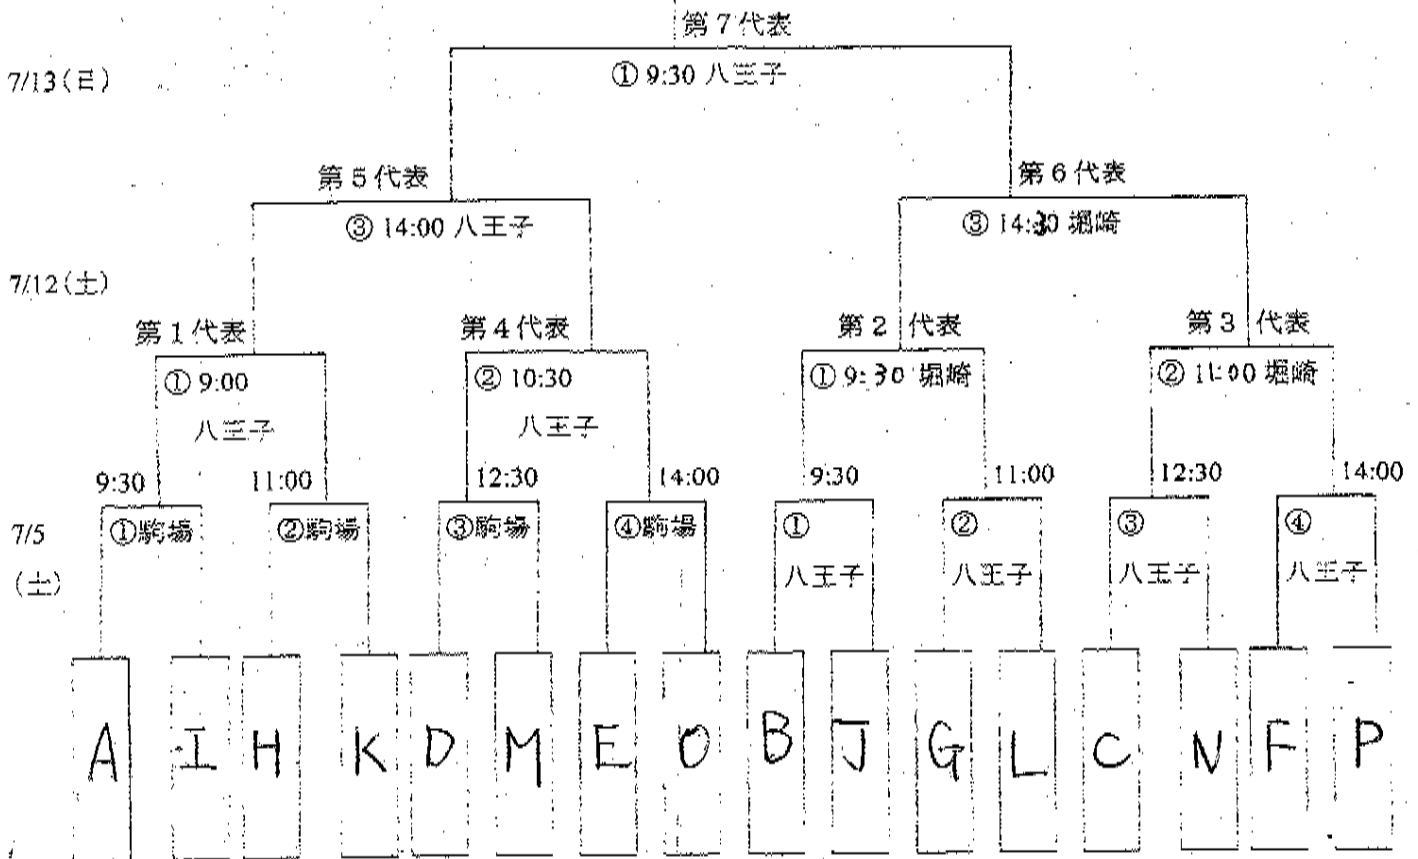 第7代表
7/13(日)
① 9:30 八王子
第5代表
第6代表
③ 14:00 八王子
③ 14:30 堀崎
7/12(土)
第1代表
第4代表
第2代表
第3代表
① 9:00
② 10:30
① 9:30 堀崎
② 11:00 堀崎
八王子
八王子
9:30
11:00
12:30
14:00
9:30
11:00
12:30
14:00
7/5
①駒場
②駒場
③駒場
④駒場
①
②
③
④
(土)
八王子
八王子
八王子
八王子
A I H K D M E O B J G L C N F P